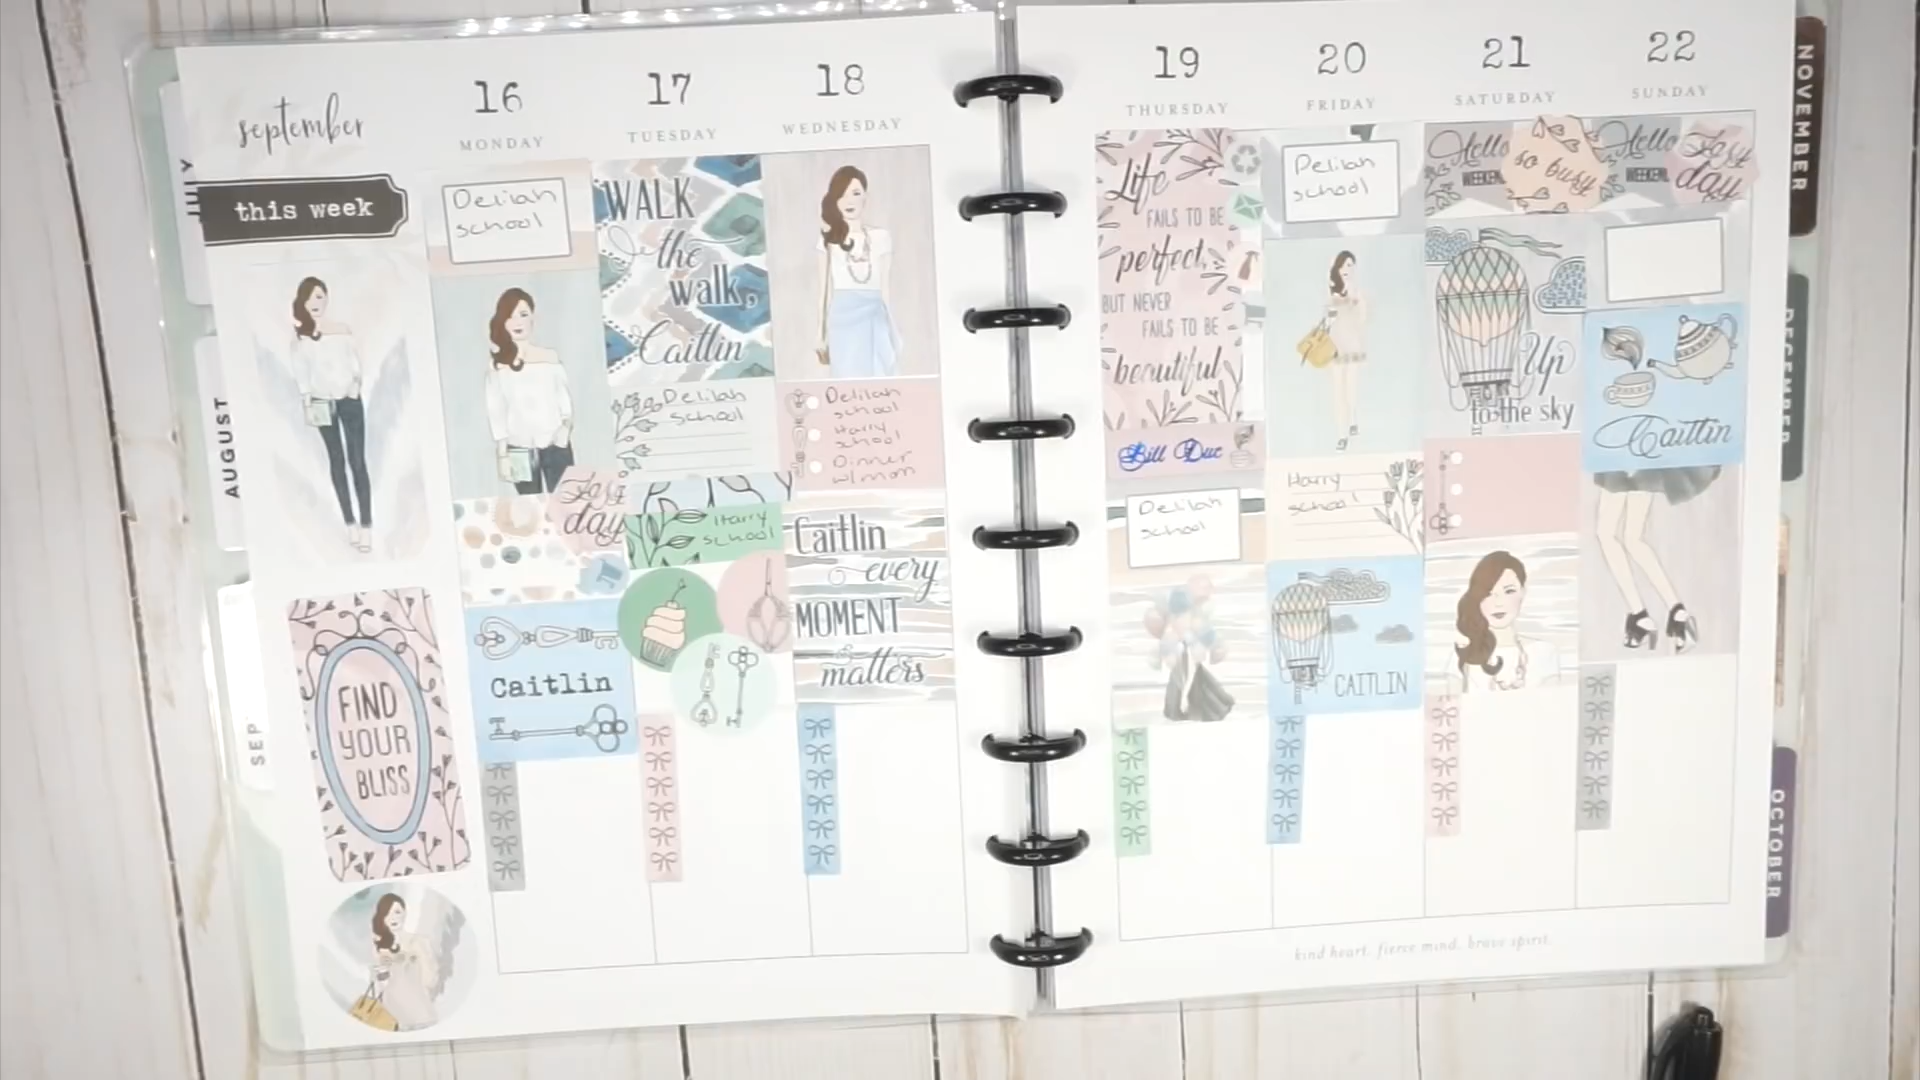 september
this week
FIND
YOUR
BLISS
16
MONDAY
Delilah
school
Lazy
day
Caitlin
17
TUESDAY
WALK
the
walk,
Caitlin
Delilah
school
Harry
school
18
WEDNESDAY
Delilah
school
Harry
school
Dinner
w/mom
Caitlin
every
MOMENT
matters
19
THURSDAY
Life
FAILS TO BE
perfect,
BUT NEVER
FAILS TO BE
beautiful
Bill Due
Delilah
school
20
FRIDAY
Delilah
school
Harry
school
CAITLIN
21
SATURDAY
Hello
WEEKEND
so busy
Up
to the sky
22
SUNDAY
Hello
WEEKEND
Lazy
day
Caitlin
kind heart. fierce mind. brave spirit.
JULY
AUGUST
SEP
NOVEMBER
DECEMBER
OCTOBER